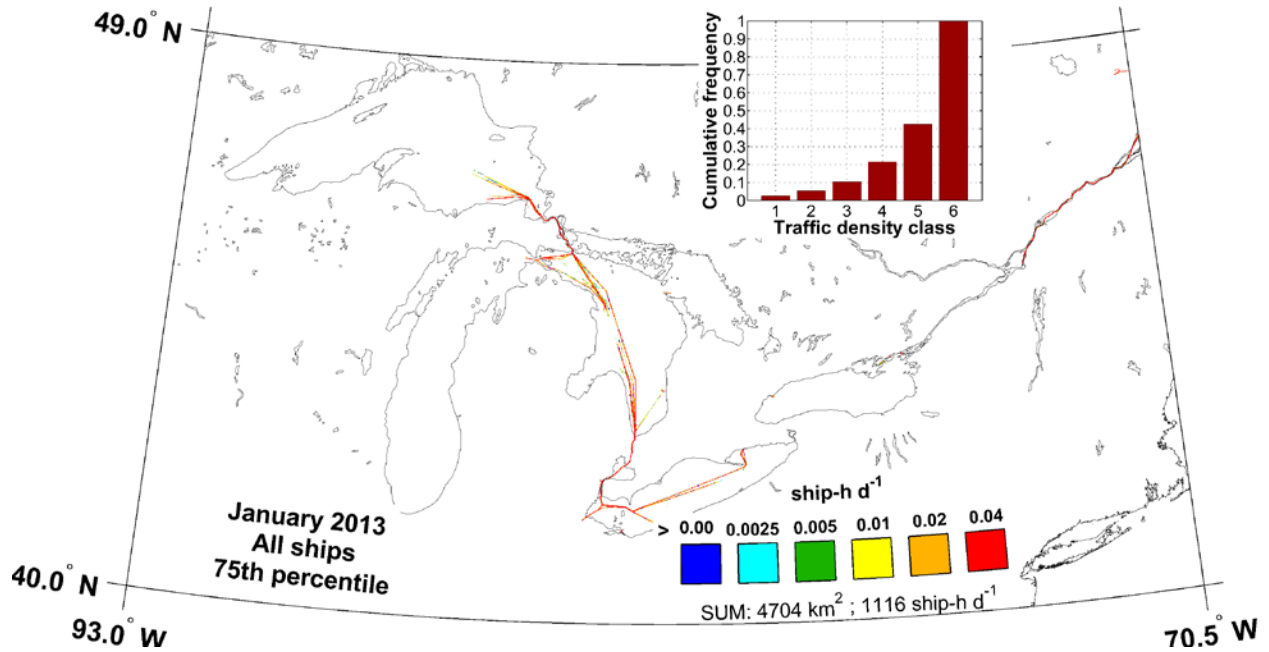 49.0° N
1
0.9
0.8
0.7
0.6
0.5
0.4
0.3
0.2
0.1
0
Cumulative frequency
1 2 3 4 5 6
Traffic density class
January 2013
All ships
75th percentile
ship-h d⁻¹
> 0.00 0.0025 0.005 0.01 0.02 0.04
SUM: 4704 km² ; 1116 ship-h d⁻¹
40.0° N
93.0° W
70.5° W